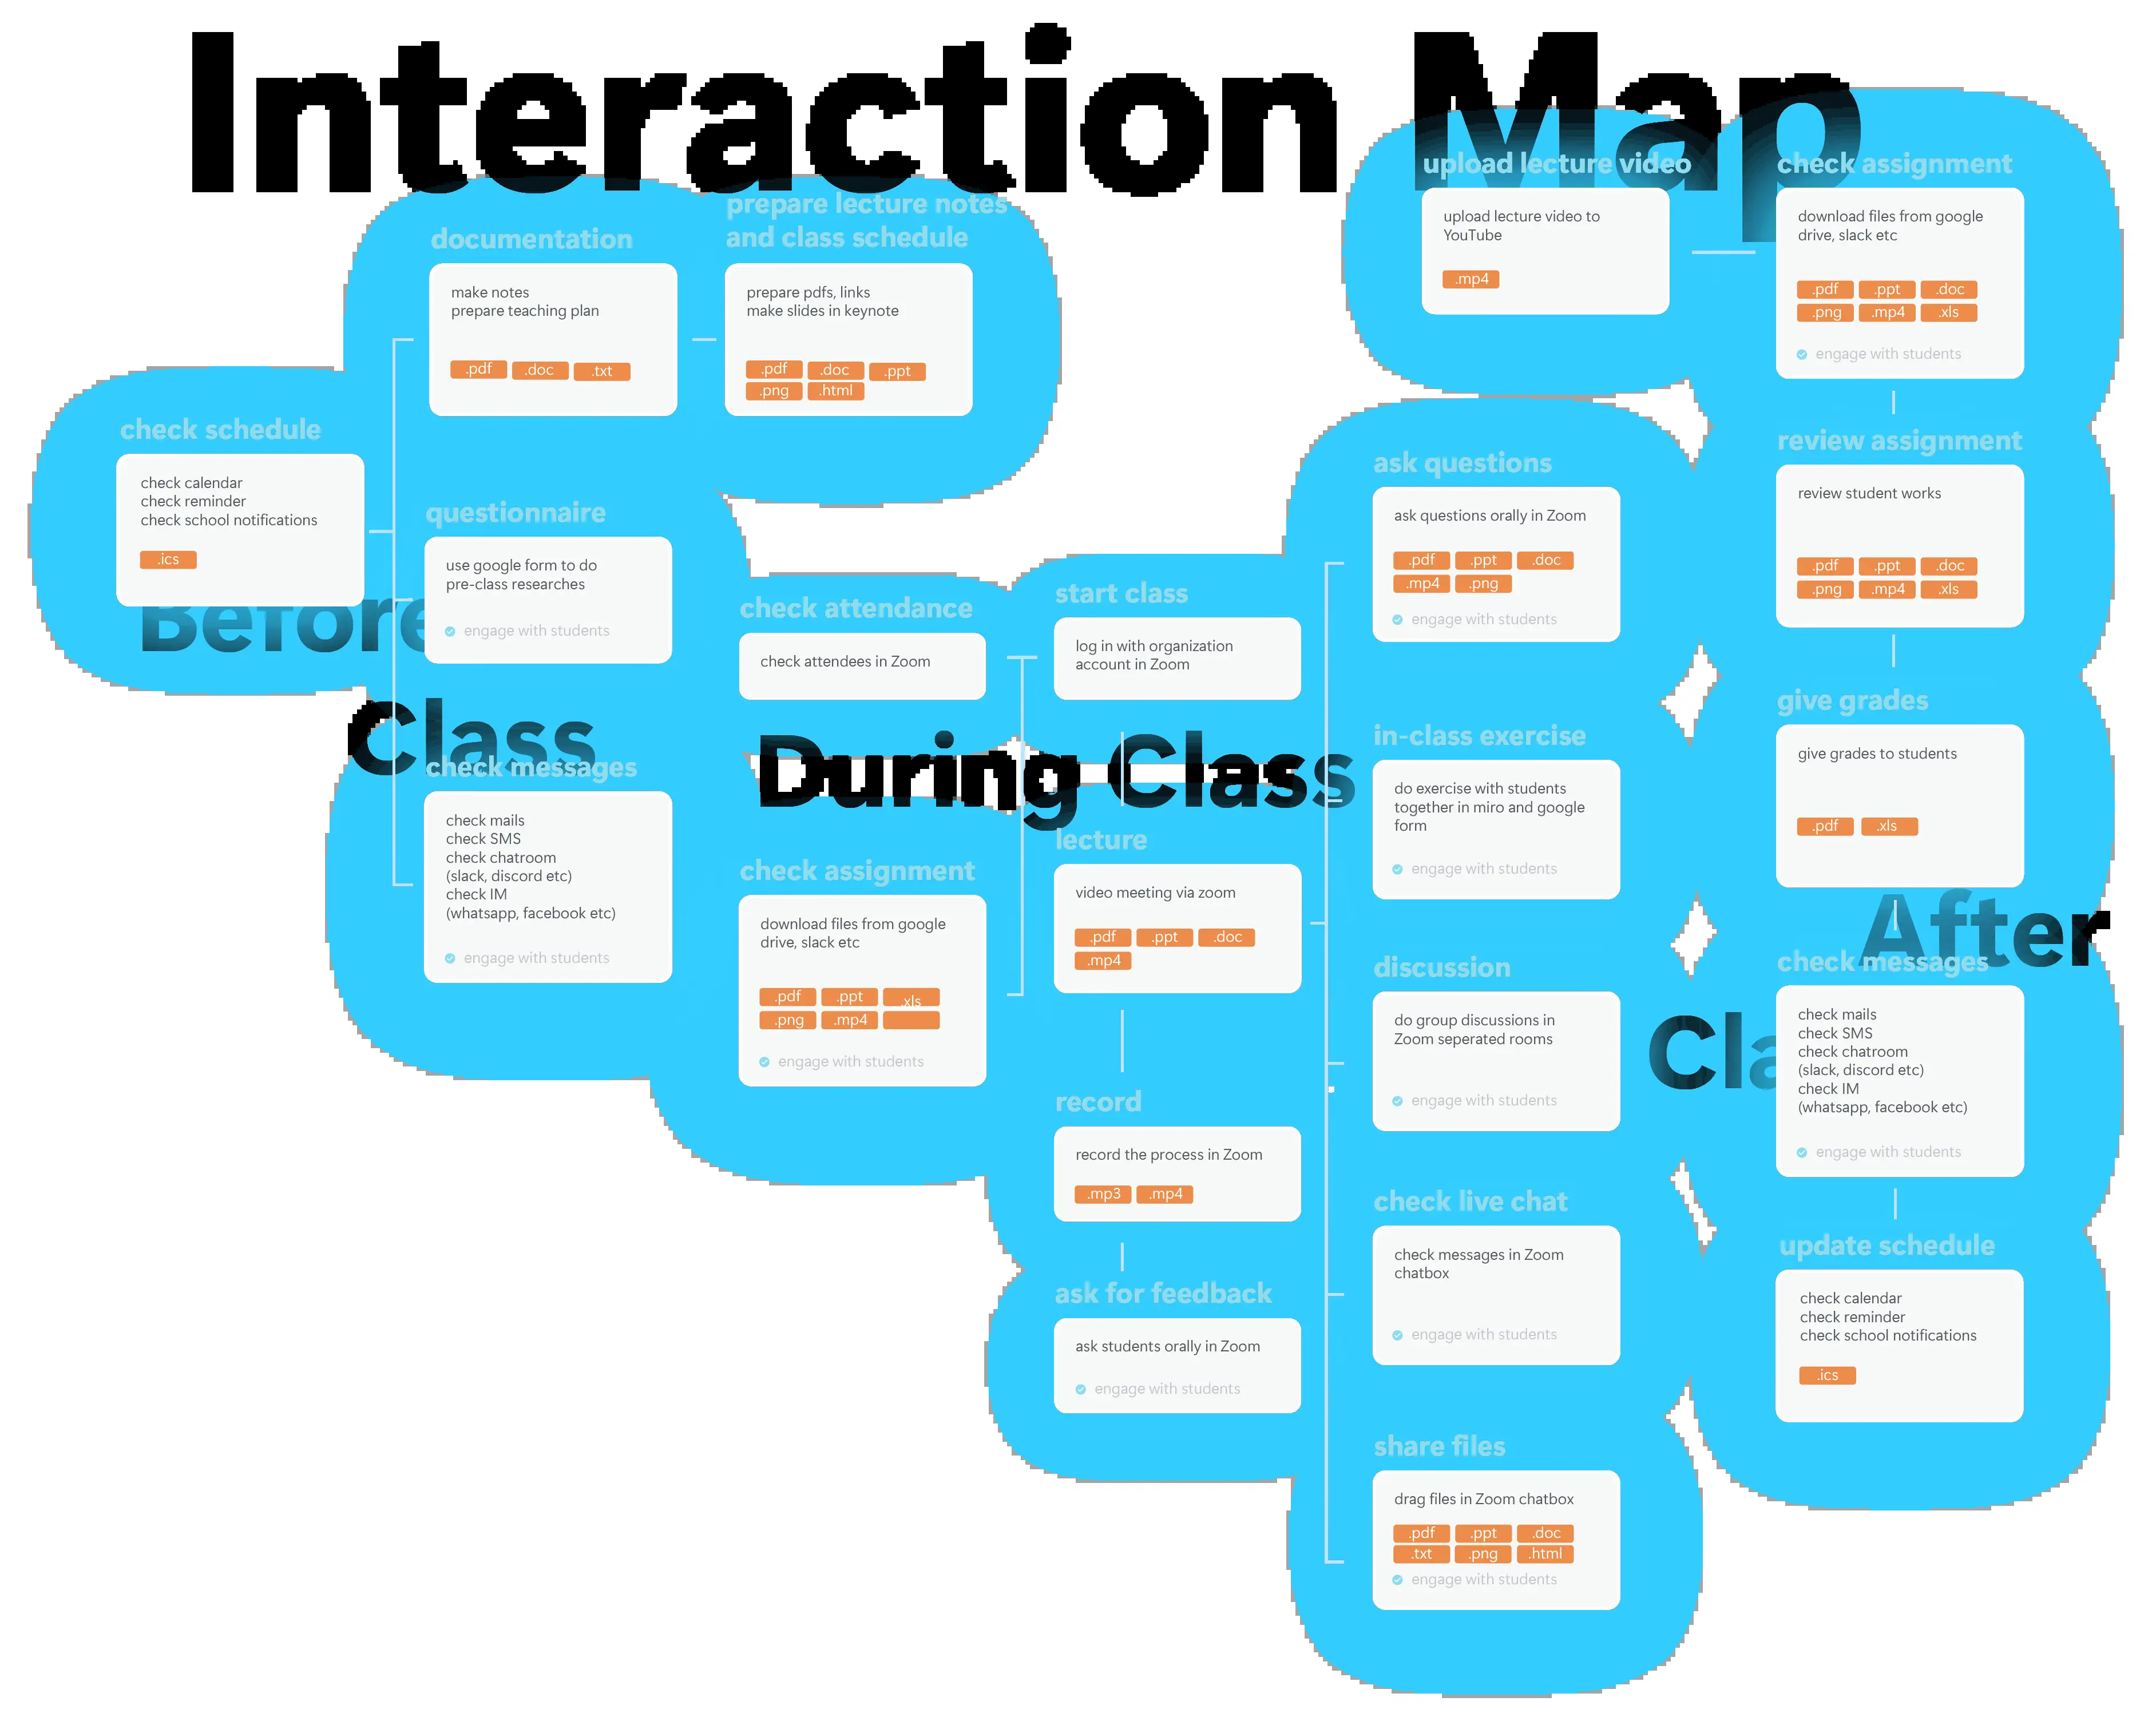 Interaction Map
check schedule
check calendar
check reminder
check school notifications
.ics
Before
Class
documentation
make notes
prepare teaching plan
.pdf .doc .txt
prepare lecture notes
and class schedule
prepare pdfs, links
make slides in keynote
.pdf .doc .ppt
.png .html
questionnaire
use google form to do
pre-class researches
engage with students
check messages
check mails
check SMS
check chatroom
(slack, discord etc)
check IM
(whatsapp, facebook etc)
engage with students
During Class
check attendance
check attendees in Zoom
check assignment
download files from google
drive, slack etc
.pdf .ppt .xls
.png .mp4
engage with students
start class
log in with organization
account in Zoom
lecture
video meeting via zoom
.pdf .ppt .doc
.mp4
record
record the process in Zoom
.mp3 .mp4
ask for feedback
ask students orally in Zoom
engage with students
ask questions
ask questions orally in Zoom
.pdf .ppt .doc
.mp4 .png
engage with students
in-class exercise
do exercise with students
together in miro and google
form
engage with students
discussion
do group discussions in
Zoom seperated rooms
engage with students
check live chat
check messages in Zoom
chatbox
engage with students
share files
drag files in Zoom chatbox
.pdf .ppt .doc
.txt .png .html
engage with students
After
Cla
upload lecture video
upload lecture video to
YouTube
.mp4
check assignment
download files from google
drive, slack etc
.pdf .ppt .doc
.png .mp4 .xls
engage with students
review assignment
review student works
.pdf .ppt .doc
.png .mp4 .xls
give grades
give grades to students
.pdf .xls
check messages
check mails
check SMS
check chatroom
(slack, discord etc)
check IM
(whatsapp, facebook etc)
engage with students
update schedule
check calendar
check reminder
check school notifications
.ics